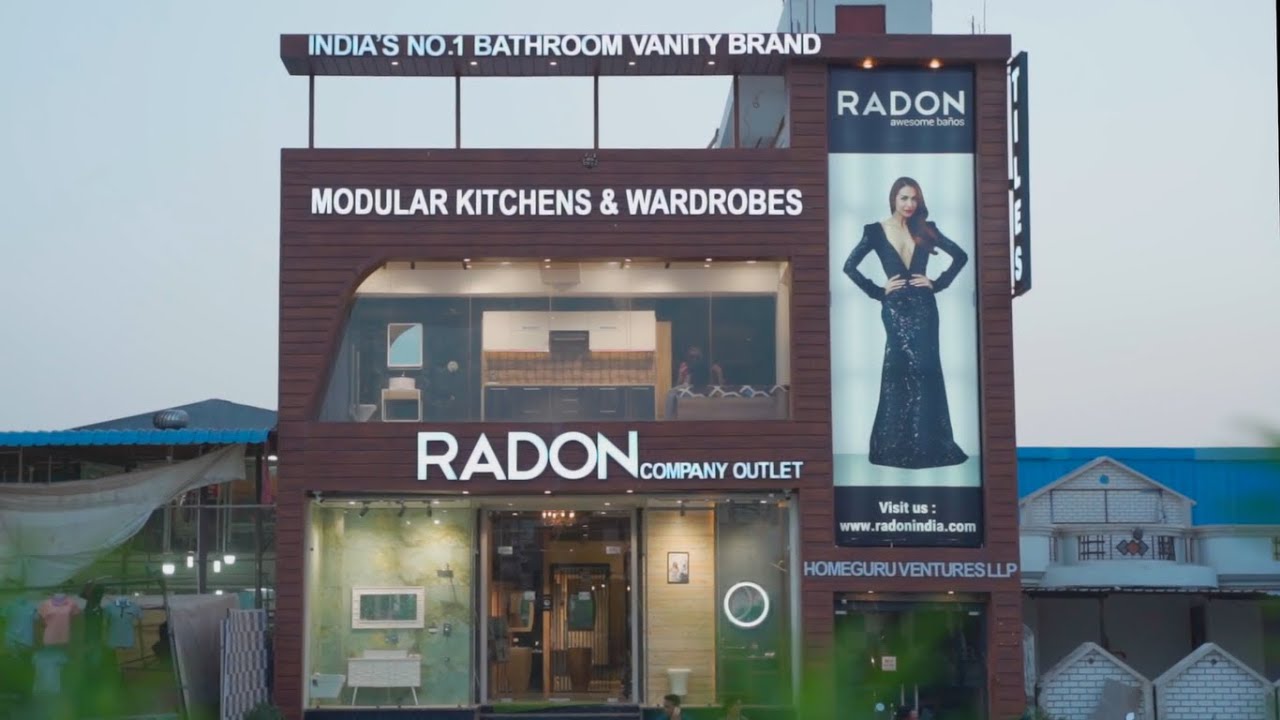 INDIA'S NO.1 BATHROOM VANITY BRAND
RADON
awesome baños
TILES
MODULAR KITCHENS & WARDROBES
RADON COMPANY OUTLET
Visit us :
www.radonindia.com
HOMEGURU VENTURES LLP